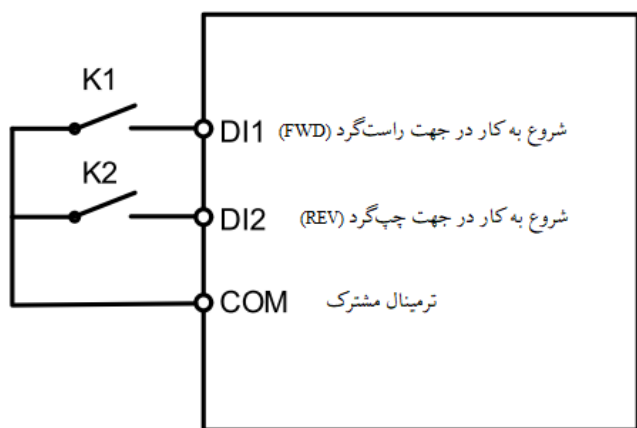 K1
DI1 شروع به کار در جهت راست‌گرد (FWD)
K2
DI2 شروع به کار در جهت چپ‌گرد (REV)
COM ترمینال مشترک